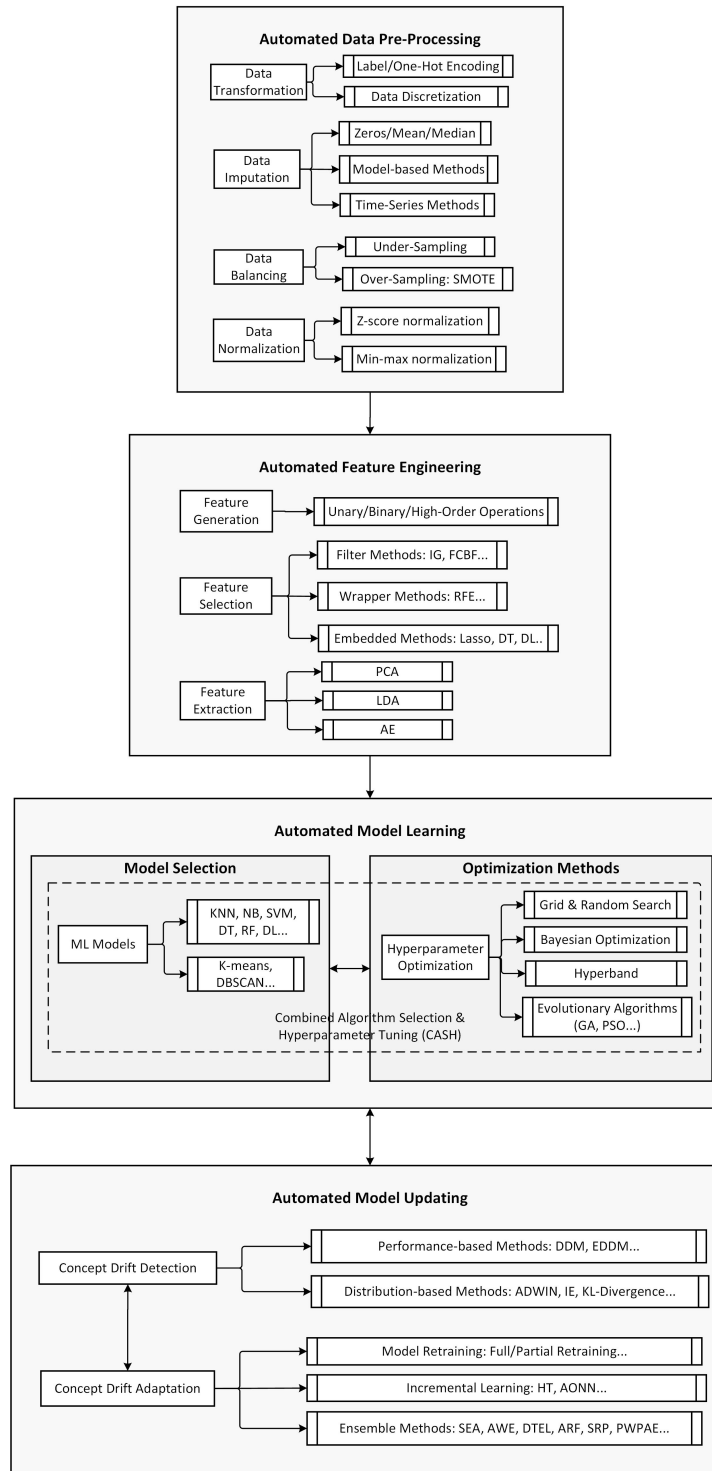 Automated Data Pre-Processing
Data
Transformation
Label/One-Hot Encoding
Data Discretization
Data
Imputation
Zeros/Mean/Median
Model-based Methods
Time-Series Methods
Data
Balancing
Under-Sampling
Over-Sampling: SMOTE
Data
Normalization
Z-score normalization
Min-max normalization
Automated Feature Engineering
Feature
Generation
Unary/Binary/High-Order Operations
Feature
Selection
Filter Methods: IG, FCBF...
Wrapper Methods: RFE...
Embedded Methods: Lasso, DT, DL..
Feature
Extraction
PCA
LDA
AE
Automated Model Learning
Model Selection
ML Models
KNN, NB, SVM,
DT, RF, DL...
K-means,
DBSCAN...
Optimization Methods
Hyperparameter
Optimization
Grid & Random Search
Bayesian Optimization
Hyperband
Evolutionary Algorithms
(GA, PSO...)
Combined Algorithm Selection &
Hyperparameter Tuning (CASH)
Automated Model Updating
Concept Drift Detection
Performance-based Methods: DDM, EDDM...
Distribution-based Methods: ADWIN, IE, KL-Divergence...
Concept Drift Adaptation
Model Retraining: Full/Partial Retraining...
Incremental Learning: HT, AONN...
Ensemble Methods: SEA, AWE, DTEL, ARF, SRP, PWPAE...